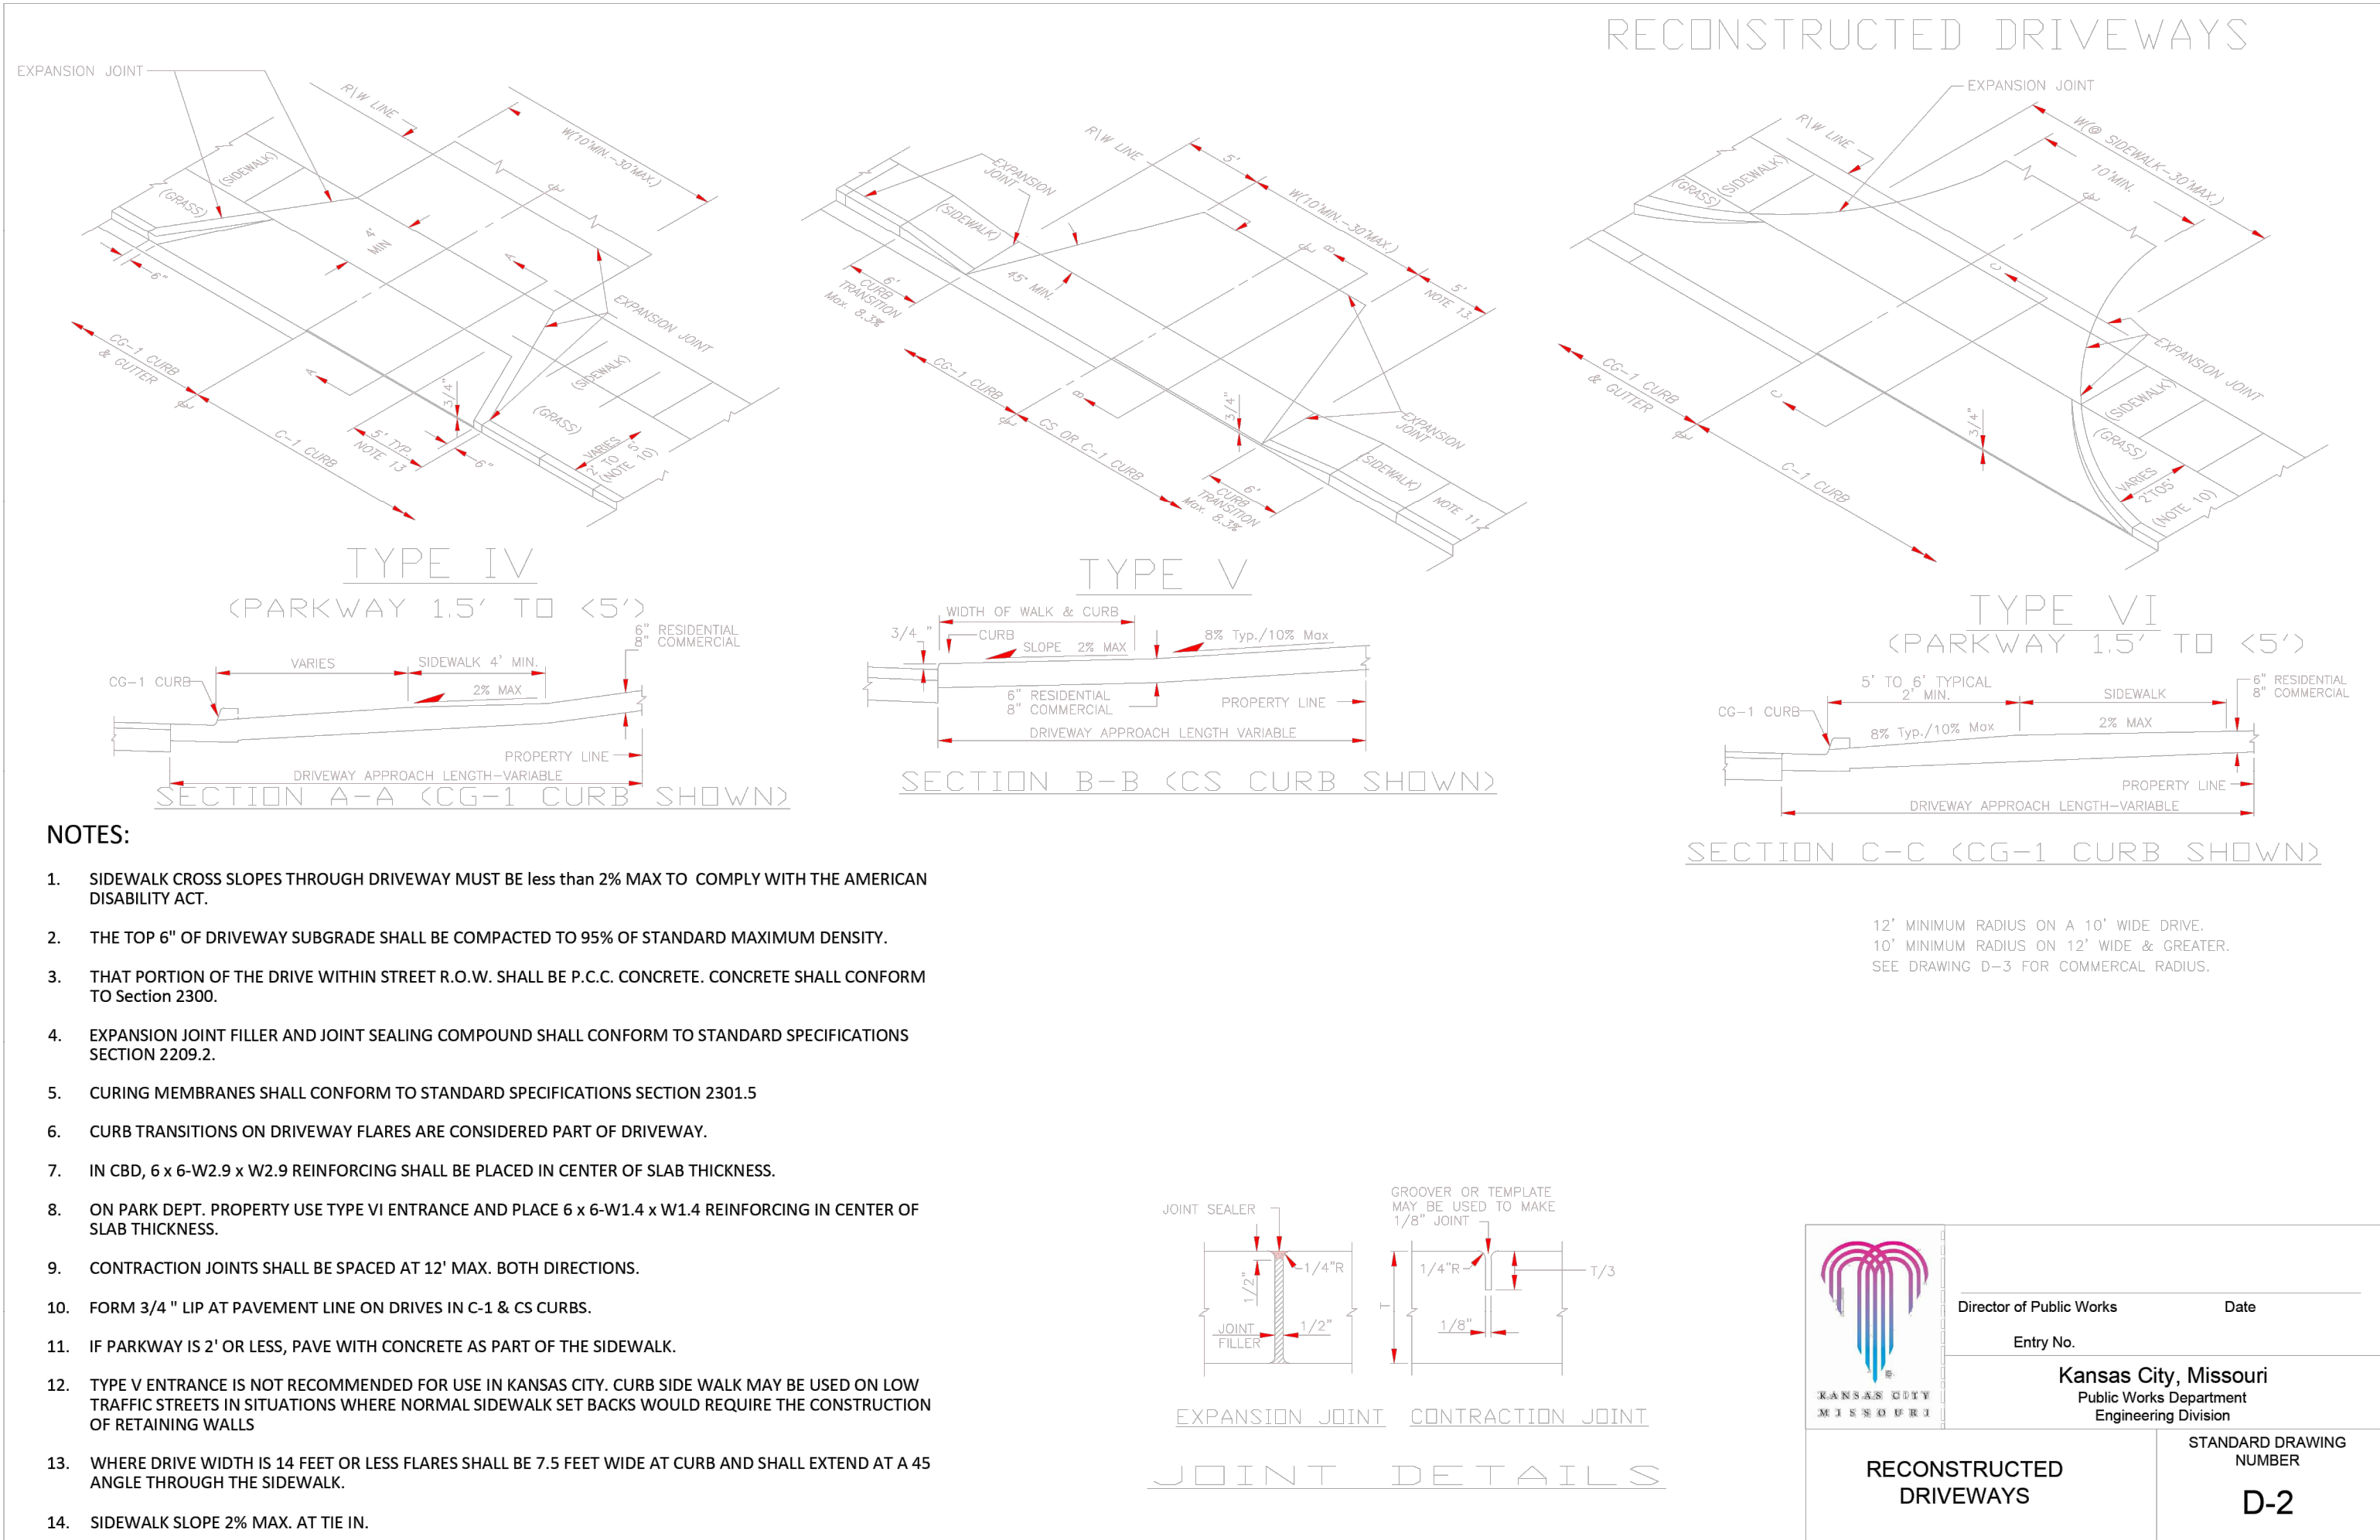 RECONSTRUCTED DRIVEWAYS
EXPANSION JOINT
R\W LINE
W(10'MIN.-30'MAX.)
(SIDEWALK)
(GRASS)
4'
MIN
6"
A
EXPANSION JOINT
CG-1 CURB
& GUTTER
A
3/4"
(SIDEWALK)
(GRASS)
C-1 CURB
5' TYP.
NOTE 13
6"
VARIES
2' TO <5'
(NOTE 10)
TYPE IV
(PARKWAY 1.5' TO <5')
6" RESIDENTIAL
8" COMMERCIAL
VARIES
SIDEWALK 4' MIN.
CG-1 CURB
2% MAX
PROPERTY LINE
DRIVEWAY APPROACH LENGTH-VARIABLE
SECTION A-A (CG-1 CURB SHOWN)
R\W LINE
5'
EXPANSION
JOINT
W(10'MIN.-30'MAX.)
(SIDEWALK)
B
45' MIN.
6'
CURB
TRANSITION
Max. 8.3%
5'
NOTE 13
CG-1 CURB
B
3/4"
CS OR C-1 CURB
EXPANSION
JOINT
(SIDEWALK)
NOTE 11
6'
CURB
TRANSITION
Max. 8.3%
TYPE V
WIDTH OF WALK & CURB
3/4 "
CURB
8% Typ./10% Max
SLOPE 2% MAX
6" RESIDENTIAL
8" COMMERCIAL
PROPERTY LINE
DRIVEWAY APPROACH LENGTH VARIABLE
SECTION B-B (CS CURB SHOWN)
EXPANSION JOINT
R\W LINE
W(@ SIDEWALK-30'MAX.)
10'MIN.
(GRASS)
(SIDEWALK)
C
EXPANSION JOINT
CG-1 CURB
& GUTTER
C
3/4"
(SIDEWALK)
(GRASS)
C-1 CURB
VARIES
2'TO5'
(NOTE 10)
TYPE VI
(PARKWAY 1.5' TO <5')
5' TO 6' TYPICAL
2' MIN.
SIDEWALK
6" RESIDENTIAL
8" COMMERCIAL
CG-1 CURB
8% Typ./10% Max
2% MAX
PROPERTY LINE
DRIVEWAY APPROACH LENGTH-VARIABLE
SECTION C-C (CG-1 CURB SHOWN)
12' MINIMUM RADIUS ON A 10' WIDE DRIVE.
10' MINIMUM RADIUS ON 12' WIDE & GREATER.
SEE DRAWING D-3 FOR COMMERCAL RADIUS.
NOTES:
1. SIDEWALK CROSS SLOPES THROUGH DRIVEWAY MUST BE less than 2% MAX TO COMPLY WITH THE AMERICAN
DISABILITY ACT.
2. THE TOP 6" OF DRIVEWAY SUBGRADE SHALL BE COMPACTED TO 95% OF STANDARD MAXIMUM DENSITY.
3. THAT PORTION OF THE DRIVE WITHIN STREET R.O.W. SHALL BE P.C.C. CONCRETE. CONCRETE SHALL CONFORM
TO Section 2300.
4. EXPANSION JOINT FILLER AND JOINT SEALING COMPOUND SHALL CONFORM TO STANDARD SPECIFICATIONS
SECTION 2209.2.
5. CURING MEMBRANES SHALL CONFORM TO STANDARD SPECIFICATIONS SECTION 2301.5
6. CURB TRANSITIONS ON DRIVEWAY FLARES ARE CONSIDERED PART OF DRIVEWAY.
7. IN CBD, 6 x 6-W2.9 x W2.9 REINFORCING SHALL BE PLACED IN CENTER OF SLAB THICKNESS.
8. ON PARK DEPT. PROPERTY USE TYPE VI ENTRANCE AND PLACE 6 x 6-W1.4 x W1.4 REINFORCING IN CENTER OF
SLAB THICKNESS.
9. CONTRACTION JOINTS SHALL BE SPACED AT 12' MAX. BOTH DIRECTIONS.
10. FORM 3/4 " LIP AT PAVEMENT LINE ON DRIVES IN C-1 & CS CURBS.
11. IF PARKWAY IS 2' OR LESS, PAVE WITH CONCRETE AS PART OF THE SIDEWALK.
12. TYPE V ENTRANCE IS NOT RECOMMENDED FOR USE IN KANSAS CITY. CURB SIDE WALK MAY BE USED ON LOW
TRAFFIC STREETS IN SITUATIONS WHERE NORMAL SIDEWALK SET BACKS WOULD REQUIRE THE CONSTRUCTION
OF RETAINING WALLS
13. WHERE DRIVE WIDTH IS 14 FEET OR LESS FLARES SHALL BE 7.5 FEET WIDE AT CURB AND SHALL EXTEND AT A 45
ANGLE THROUGH THE SIDEWALK.
14. SIDEWALK SLOPE 2% MAX. AT TIE IN.
JOINT SEALER
1/4"R
1/2"
JOINT
FILLER
1/2"
EXPANSION JOINT
GROOVER OR TEMPLATE
MAY BE USED TO MAKE
1/8" JOINT
1/4"R
T/3
T
1/8"
CONTRACTION JOINT
JOINT DETAILS
KANSAS CITY
MISSOURI
Director of Public Works Date
Entry No.
Kansas City, Missouri
Public Works Department
Engineering Division
RECONSTRUCTED
DRIVEWAYS
STANDARD DRAWING
NUMBER
D-2